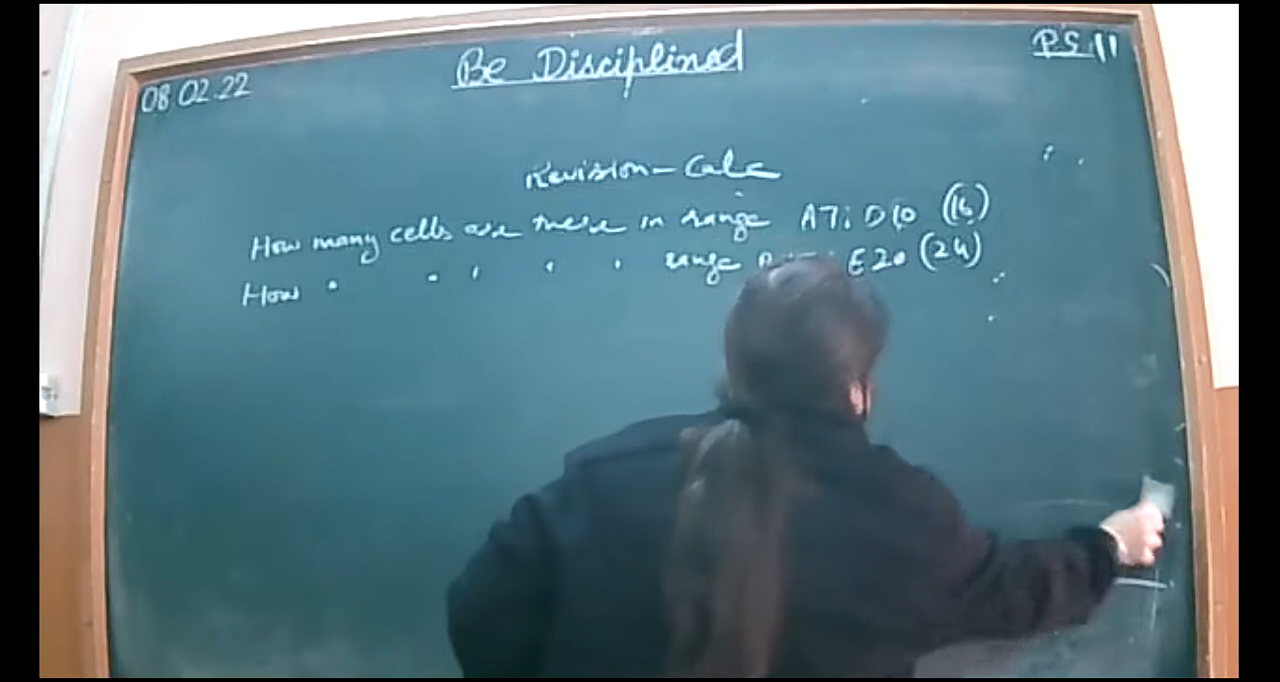 08.02.22
Be Disciplined
P.S. 11
Revision - Calc
How many cells are there in range A7: D10 (16)
How " " " " " range E20 (24)